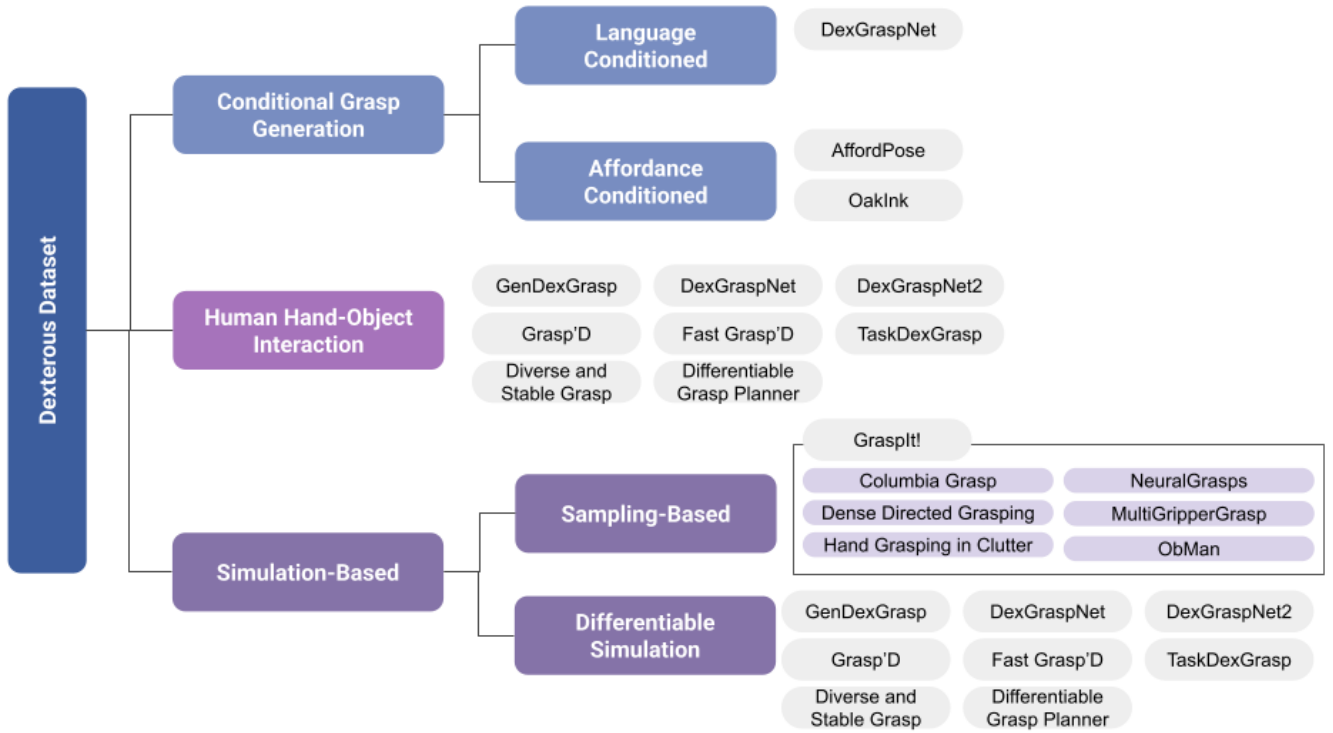 Dexterous Dataset
Conditional Grasp
Generation
Language
Conditioned
DexGraspNet
Affordance
Conditioned
AffordPose
OakInk
Human Hand-Object
Interaction
GenDexGrasp
DexGraspNet
DexGraspNet2
Grasp'D
Fast Grasp'D
TaskDexGrasp
Diverse and
Stable Grasp
Differentiable
Grasp Planner
Simulation-Based
Sampling-Based
GraspIt!
Columbia Grasp
NeuralGrasps
Dense Directed Grasping
MultiGripperGrasp
Hand Grasping in Clutter
ObMan
Differentiable
Simulation
GenDexGrasp
DexGraspNet
DexGraspNet2
Grasp'D
Fast Grasp'D
TaskDexGrasp
Diverse and
Stable Grasp
Differentiable
Grasp Planner